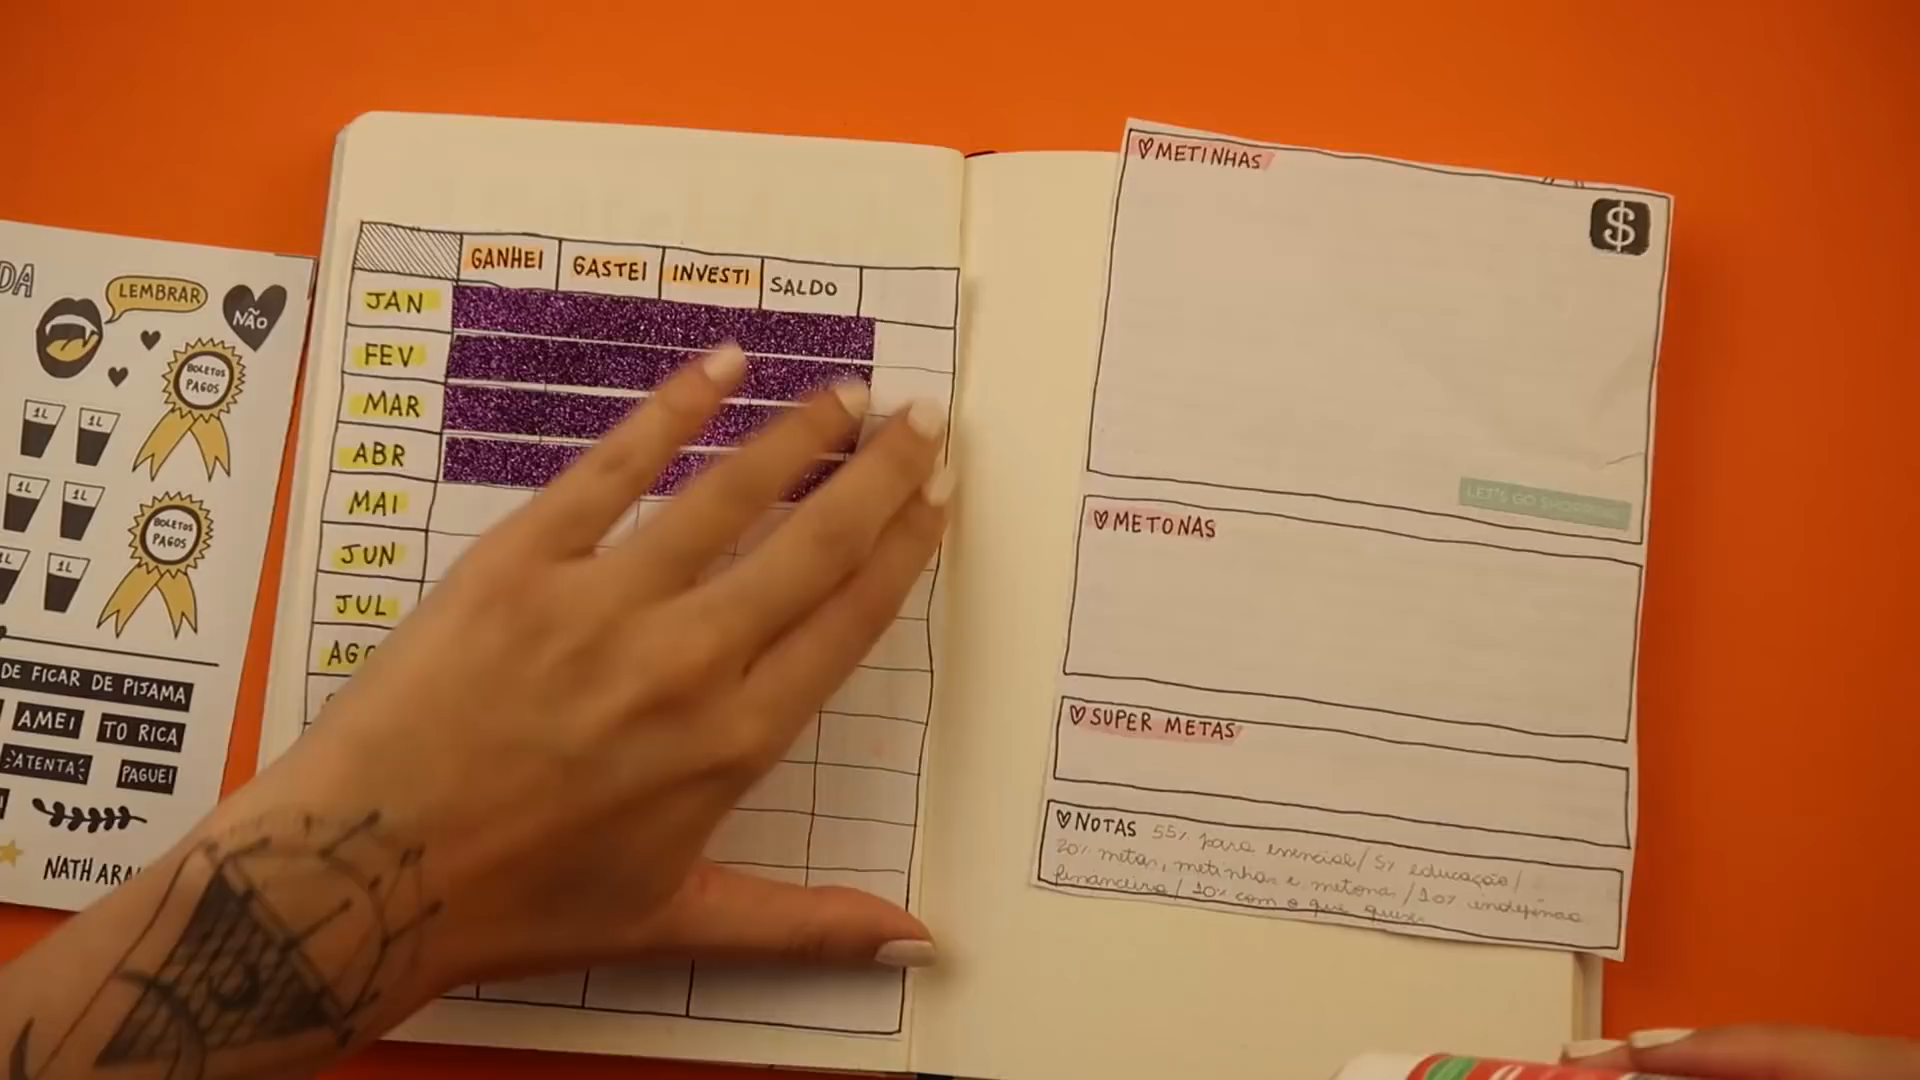 DA
LEMBRAR
NÃO
BOLETOS
PAGOS
1L 1L
1L 1L
BOLETOS
PAGOS
1L 1L
DE FICAR DE PIJAMA
AMEI TO RICA
ATENTA PAGUEI
NATH ARA
GANHEI GASTEI INVESTI SALDO
JAN
FEV
MAR
ABR
MAI
JUN
JUL
AGO
METINHAS
$
LET'S GO SHOPPING
METONAS
SUPER METAS
NOTAS 55% para essencial / 5% educação /
20% metas, metinhas e metona / 10%
financeira / 10% com o que quiser